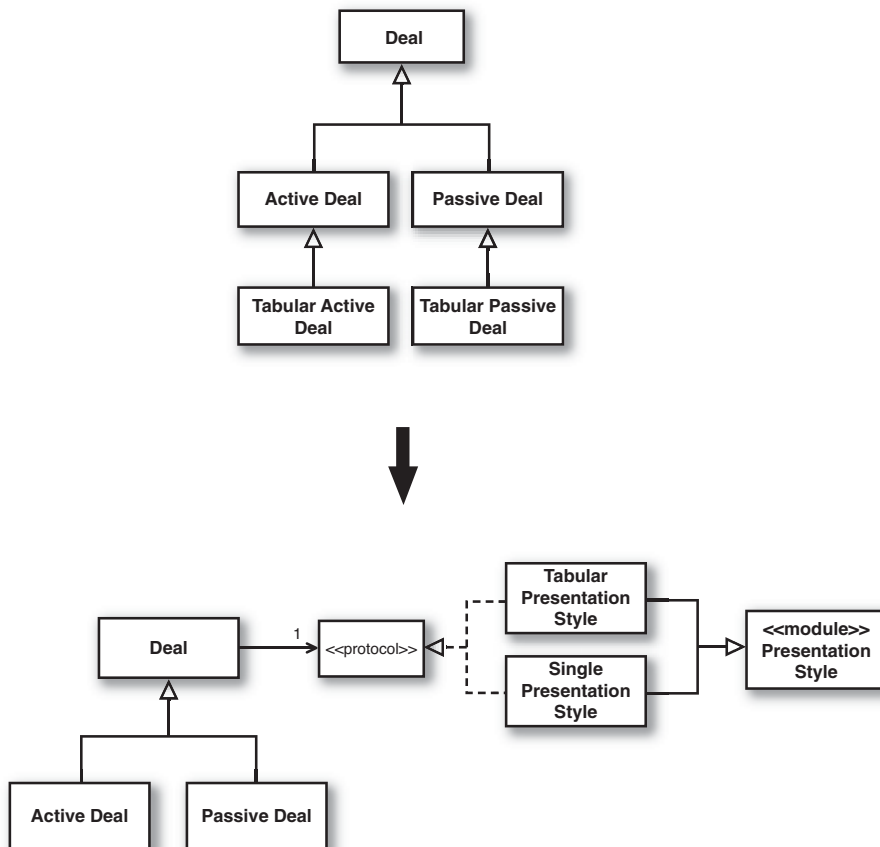 Deal
Active Deal
Passive Deal
Tabular Active
Deal
Tabular Passive
Deal
Deal
1
<<protocol>>
Tabular
Presentation
Style
Single
Presentation
Style
<<module>>
Presentation
Style
Active Deal
Passive Deal